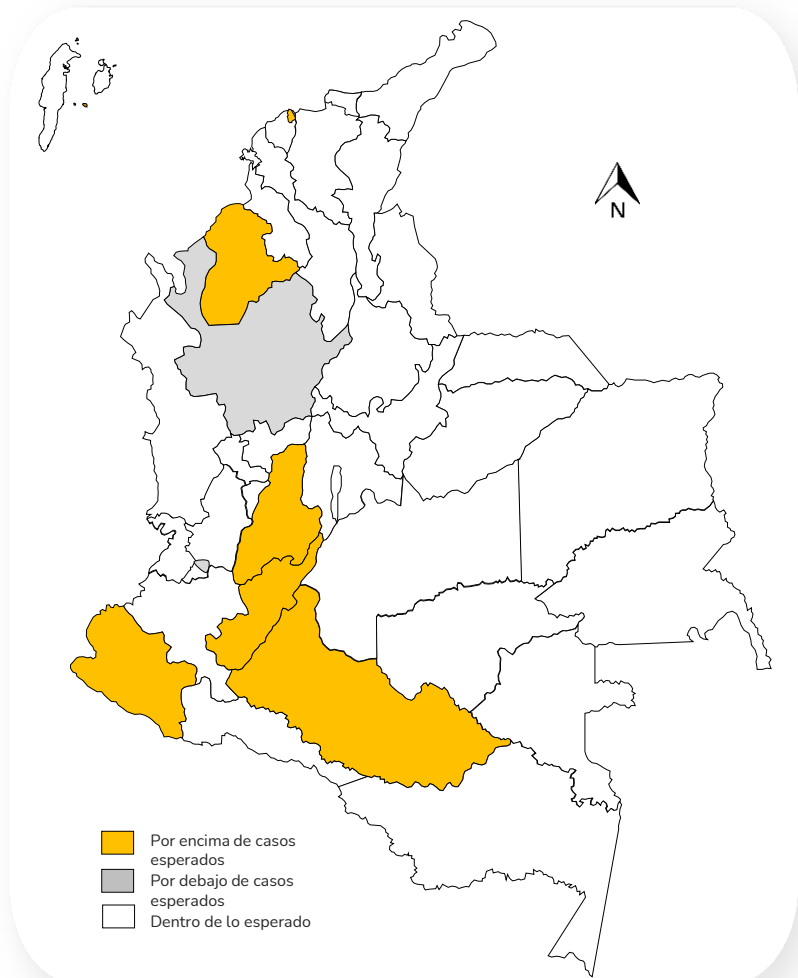 N
Por encima de casos
esperados
Por debajo de casos
esperados
Dentro de lo esperado